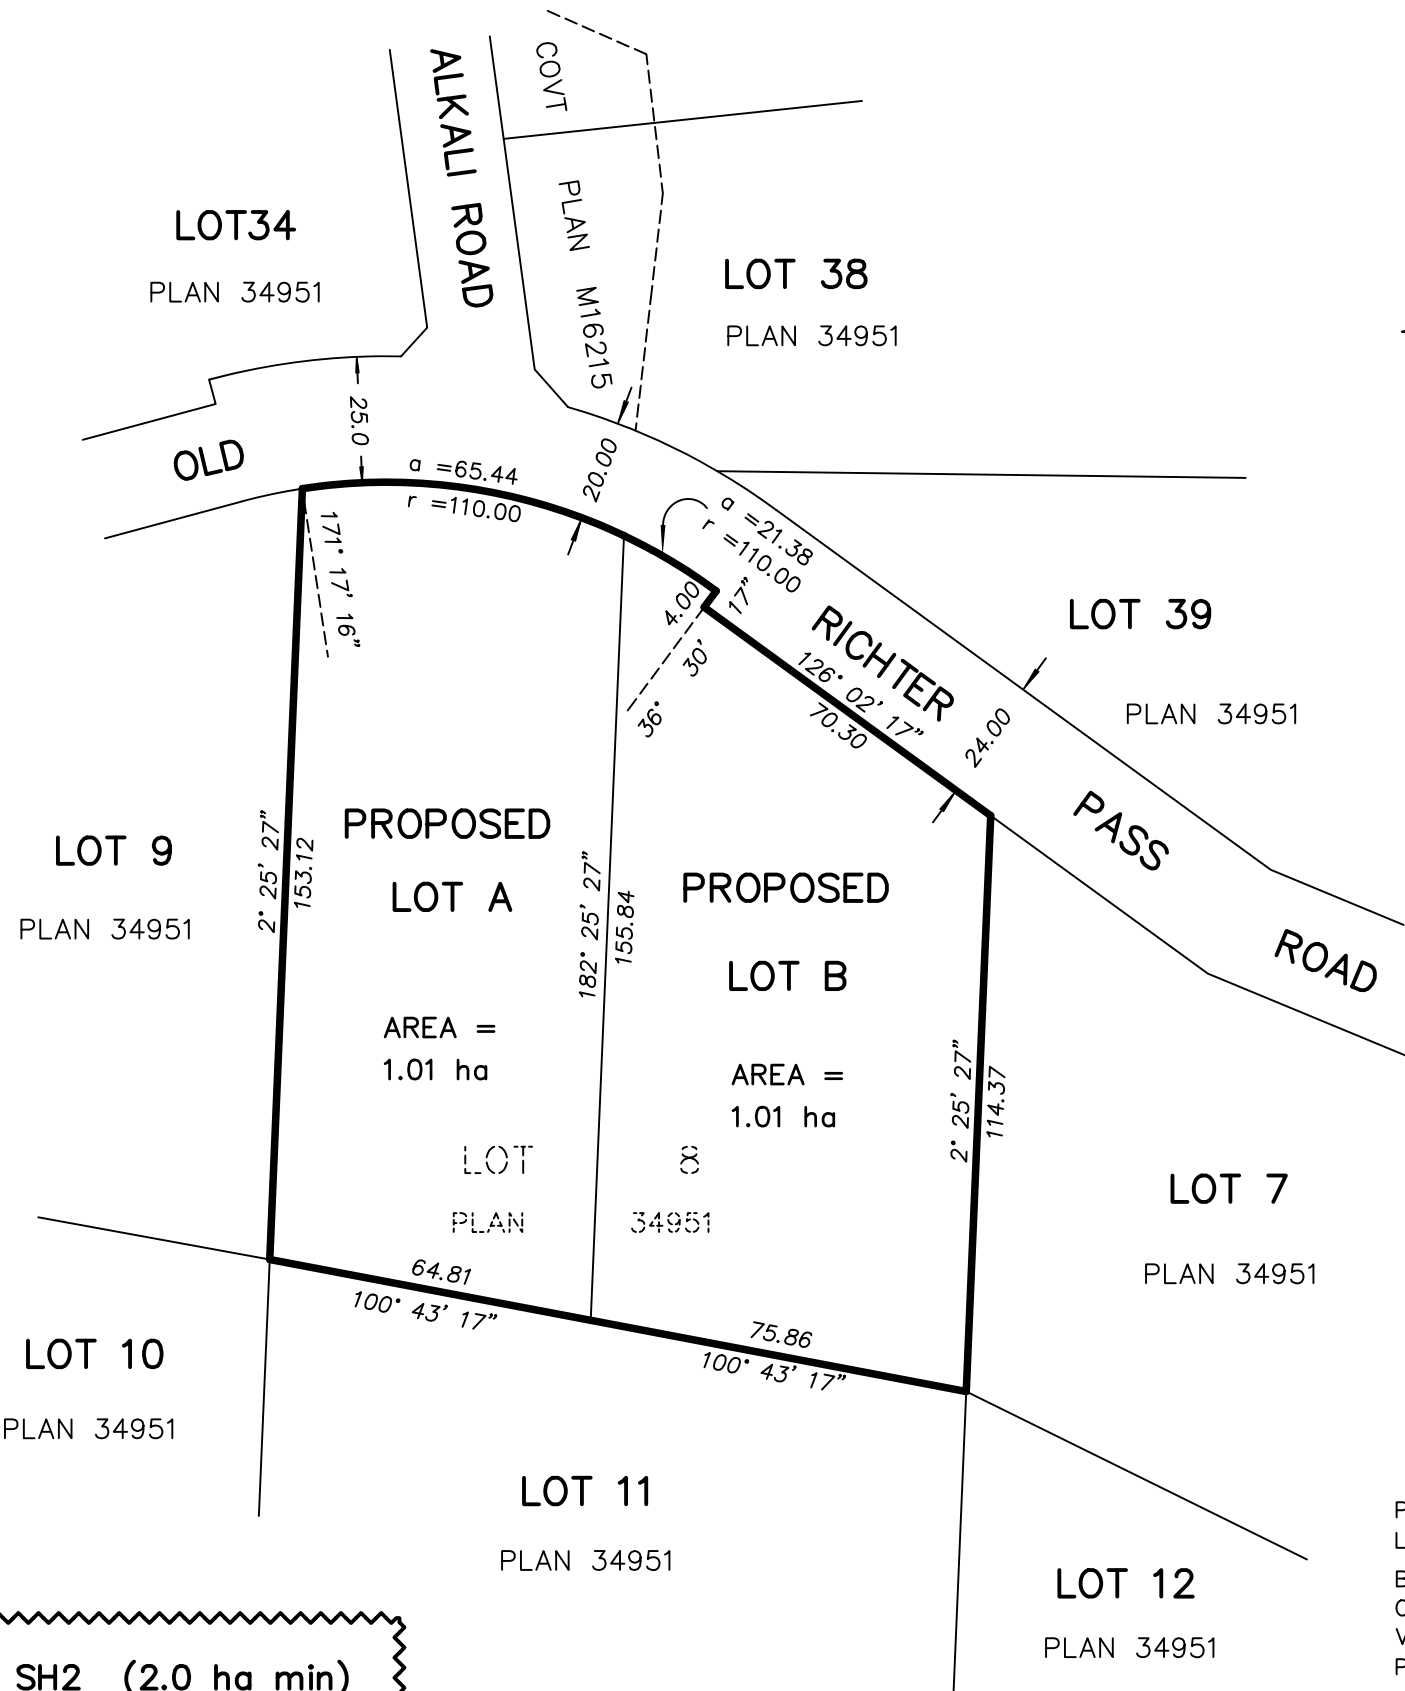 COVT
ALKALI ROAD
PLAN M16215
LOT34
PLAN 34951
LOT 38
PLAN 34951
25.0
OLD
20.00
a =65.44
r =110.00
a =21.38
r =110.00
171° 17' 16"
4.00
36° 30' 17"
RICHTER
PASS
ROAD
126° 02' 17"
70.30
24.00
LOT 39
PLAN 34951
PROPOSED
LOT A
AREA =
1.01 ha
PROPOSED
LOT B
AREA =
1.01 ha
LOT 9
PLAN 34951
2° 25' 27"
153.12
182° 25' 27"
155.84
2° 25' 27"
114.37
LOT 8
PLAN 34951
LOT 7
PLAN 34951
64.81
100° 43' 17"
75.86
100° 43' 17"
LOT 10
PLAN 34951
LOT 11
PLAN 34951
LOT 12
PLAN 34951
SH2 (2.0 ha min)